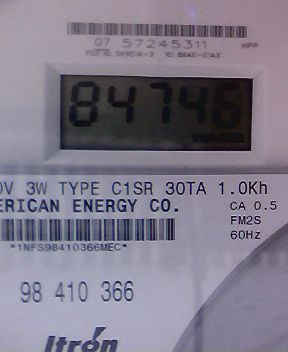 07 57245311 HPP
84746
0V 3W TYPE C1SR 30TA 1.0Kh
ERICAN ENERGY CO. CA 0.5
FM2S
60Hz
*1NFS98410366MEC*
98 410 366
Itron